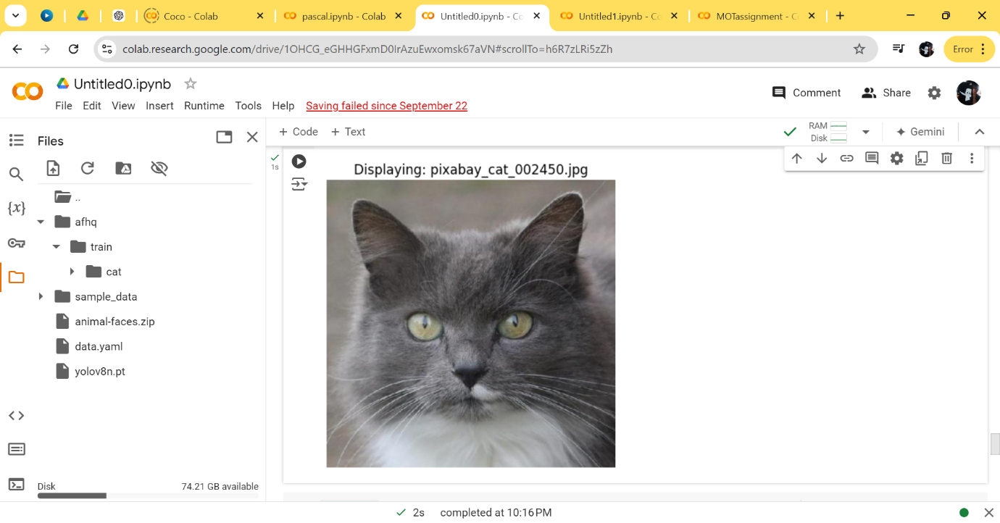 Coco - Colab
pascal.ipynb - Colab
Untitled0.ipynb - Co
Untitled1.ipynb - Co
MOTassignment - C
colab.research.google.com/drive/1OHCG_eGHHGFxmD0IrAzuEwxomsk67aVN#scrollTo=h6R7zLRi5zZh
Error
Untitled0.ipynb
Comment
Share
File Edit View Insert Runtime Tools Help Saving failed since September 22
Files
+ Code + Text
RAM
Disk
Gemini
1s
Displaying: pixabay_cat_002450.jpg
{x}
..
afhq
train
cat
sample_data
animal-faces.zip
data.yaml
yolov8n.pt
Disk 74.21 GB available
2s completed at 10:16 PM